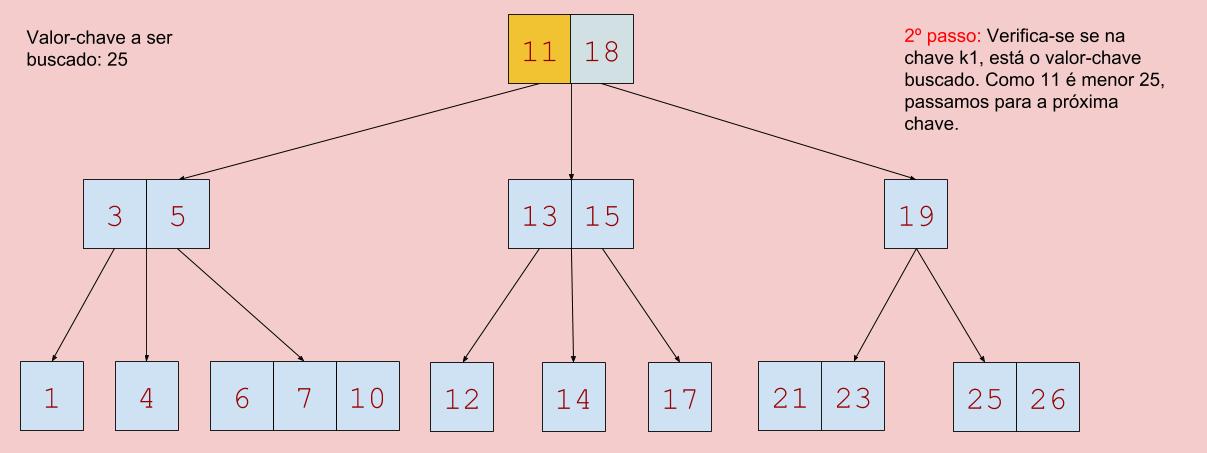 Valor-chave a ser
buscado: 25
11 18
2º passo: Verifica-se se na
chave k1, está o valor-chave
buscado. Como 11 é menor 25,
passamos para a próxima
chave.
3 5
13 15
19
1
4
6 7 10
12
14
17
21 23
25 26